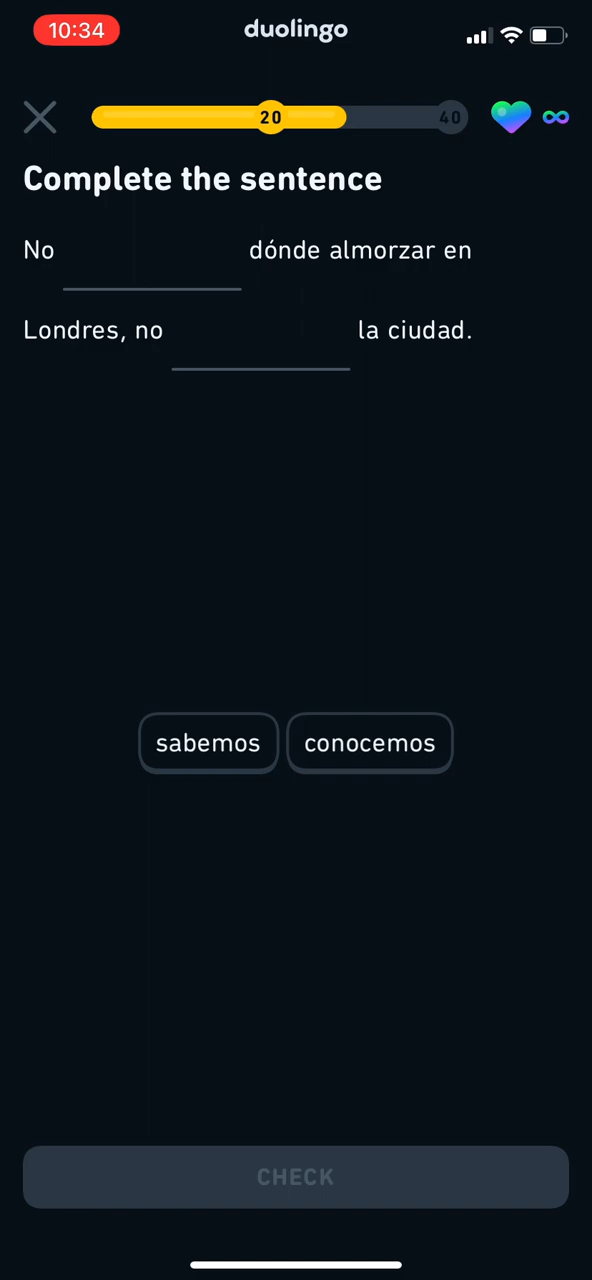 10:34
duolingo
20 40
Complete the sentence
No dónde almorzar en
Londres, no la ciudad.
sabemos conocemos
CHECK